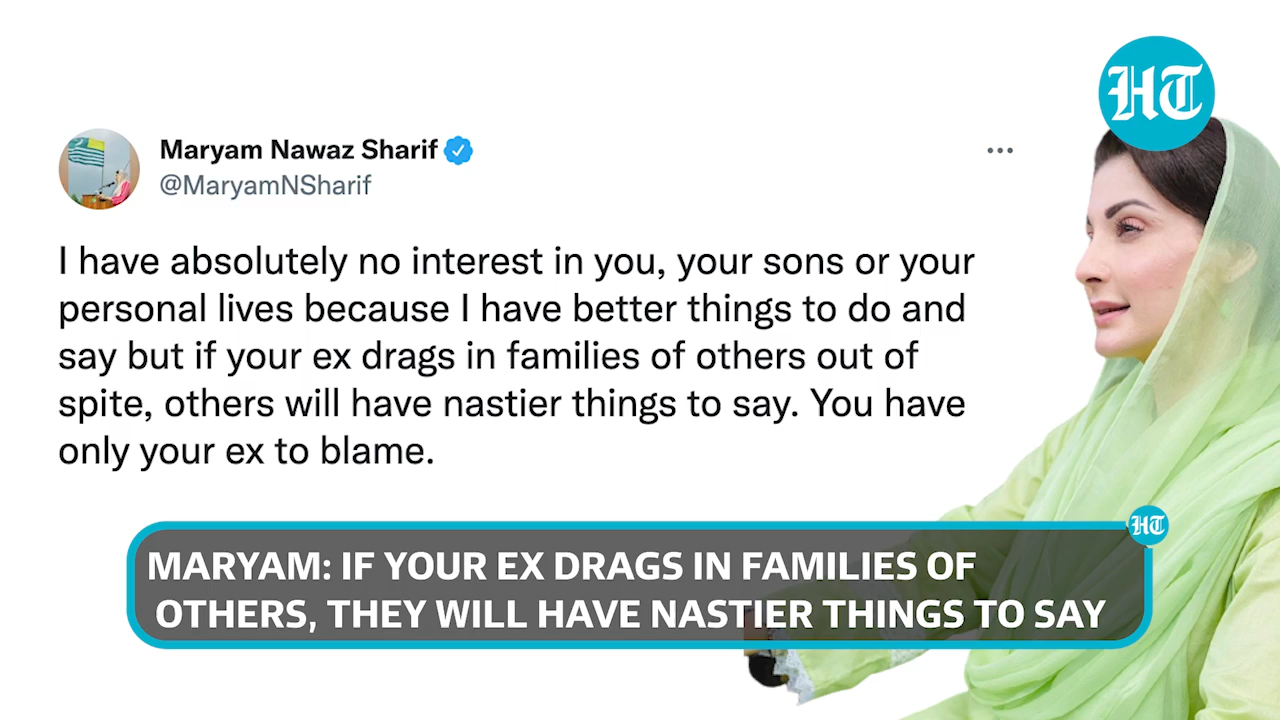 HT
Maryam Nawaz Sharif
@MaryamNSharif
I have absolutely no interest in you, your sons or your
personal lives because I have better things to do and
say but if your ex drags in families of others out of
spite, others will have nastier things to say. You have
only your ex to blame.
HT
MARYAM: IF YOUR EX DRAGS IN FAMILIES OF
OTHERS, THEY WILL HAVE NASTIER THINGS TO SAY